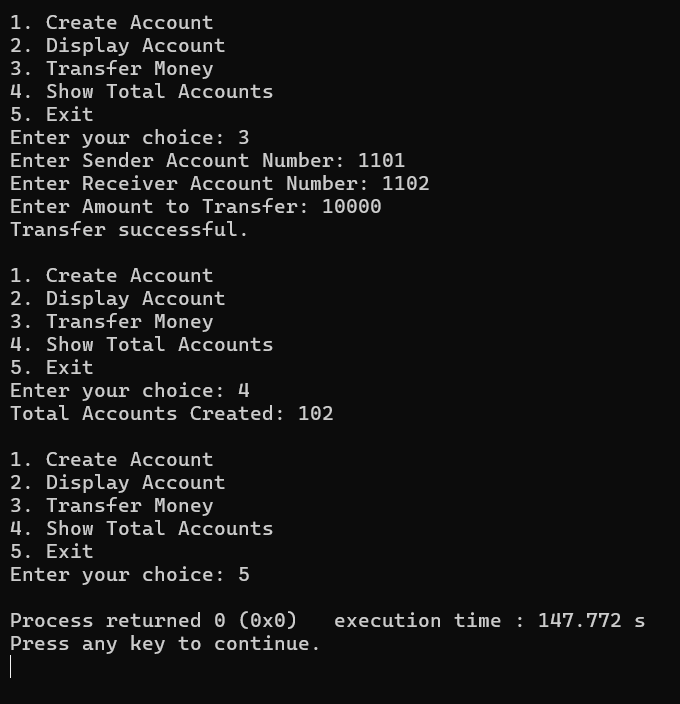 1. Create Account
2. Display Account
3. Transfer Money
4. Show Total Accounts
5. Exit
Enter your choice: 3
Enter Sender Account Number: 1101
Enter Receiver Account Number: 1102
Enter Amount to Transfer: 10000
Transfer successful.
1. Create Account
2. Display Account
3. Transfer Money
4. Show Total Accounts
5. Exit
Enter your choice: 4
Total Accounts Created: 102
1. Create Account
2. Display Account
3. Transfer Money
4. Show Total Accounts
5. Exit
Enter your choice: 5
Process returned 0 (0x0)   execution time : 147.772 s
Press any key to continue.